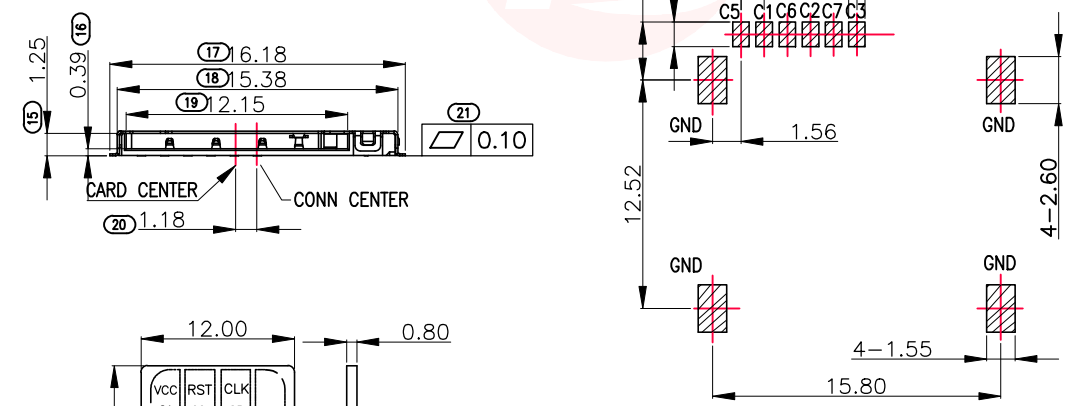 C5 C1 C6 C2 C7 C3
16
0.39
1.25
15
17 16.18
18 15.38
19 12.15
21
0.10
CARD CENTER
CONN CENTER
20 1.18
GND
GND
1.56
12.52
4-2.60
GND
GND
4-1.55
15.80
12.00
0.80
VCC RST CLK